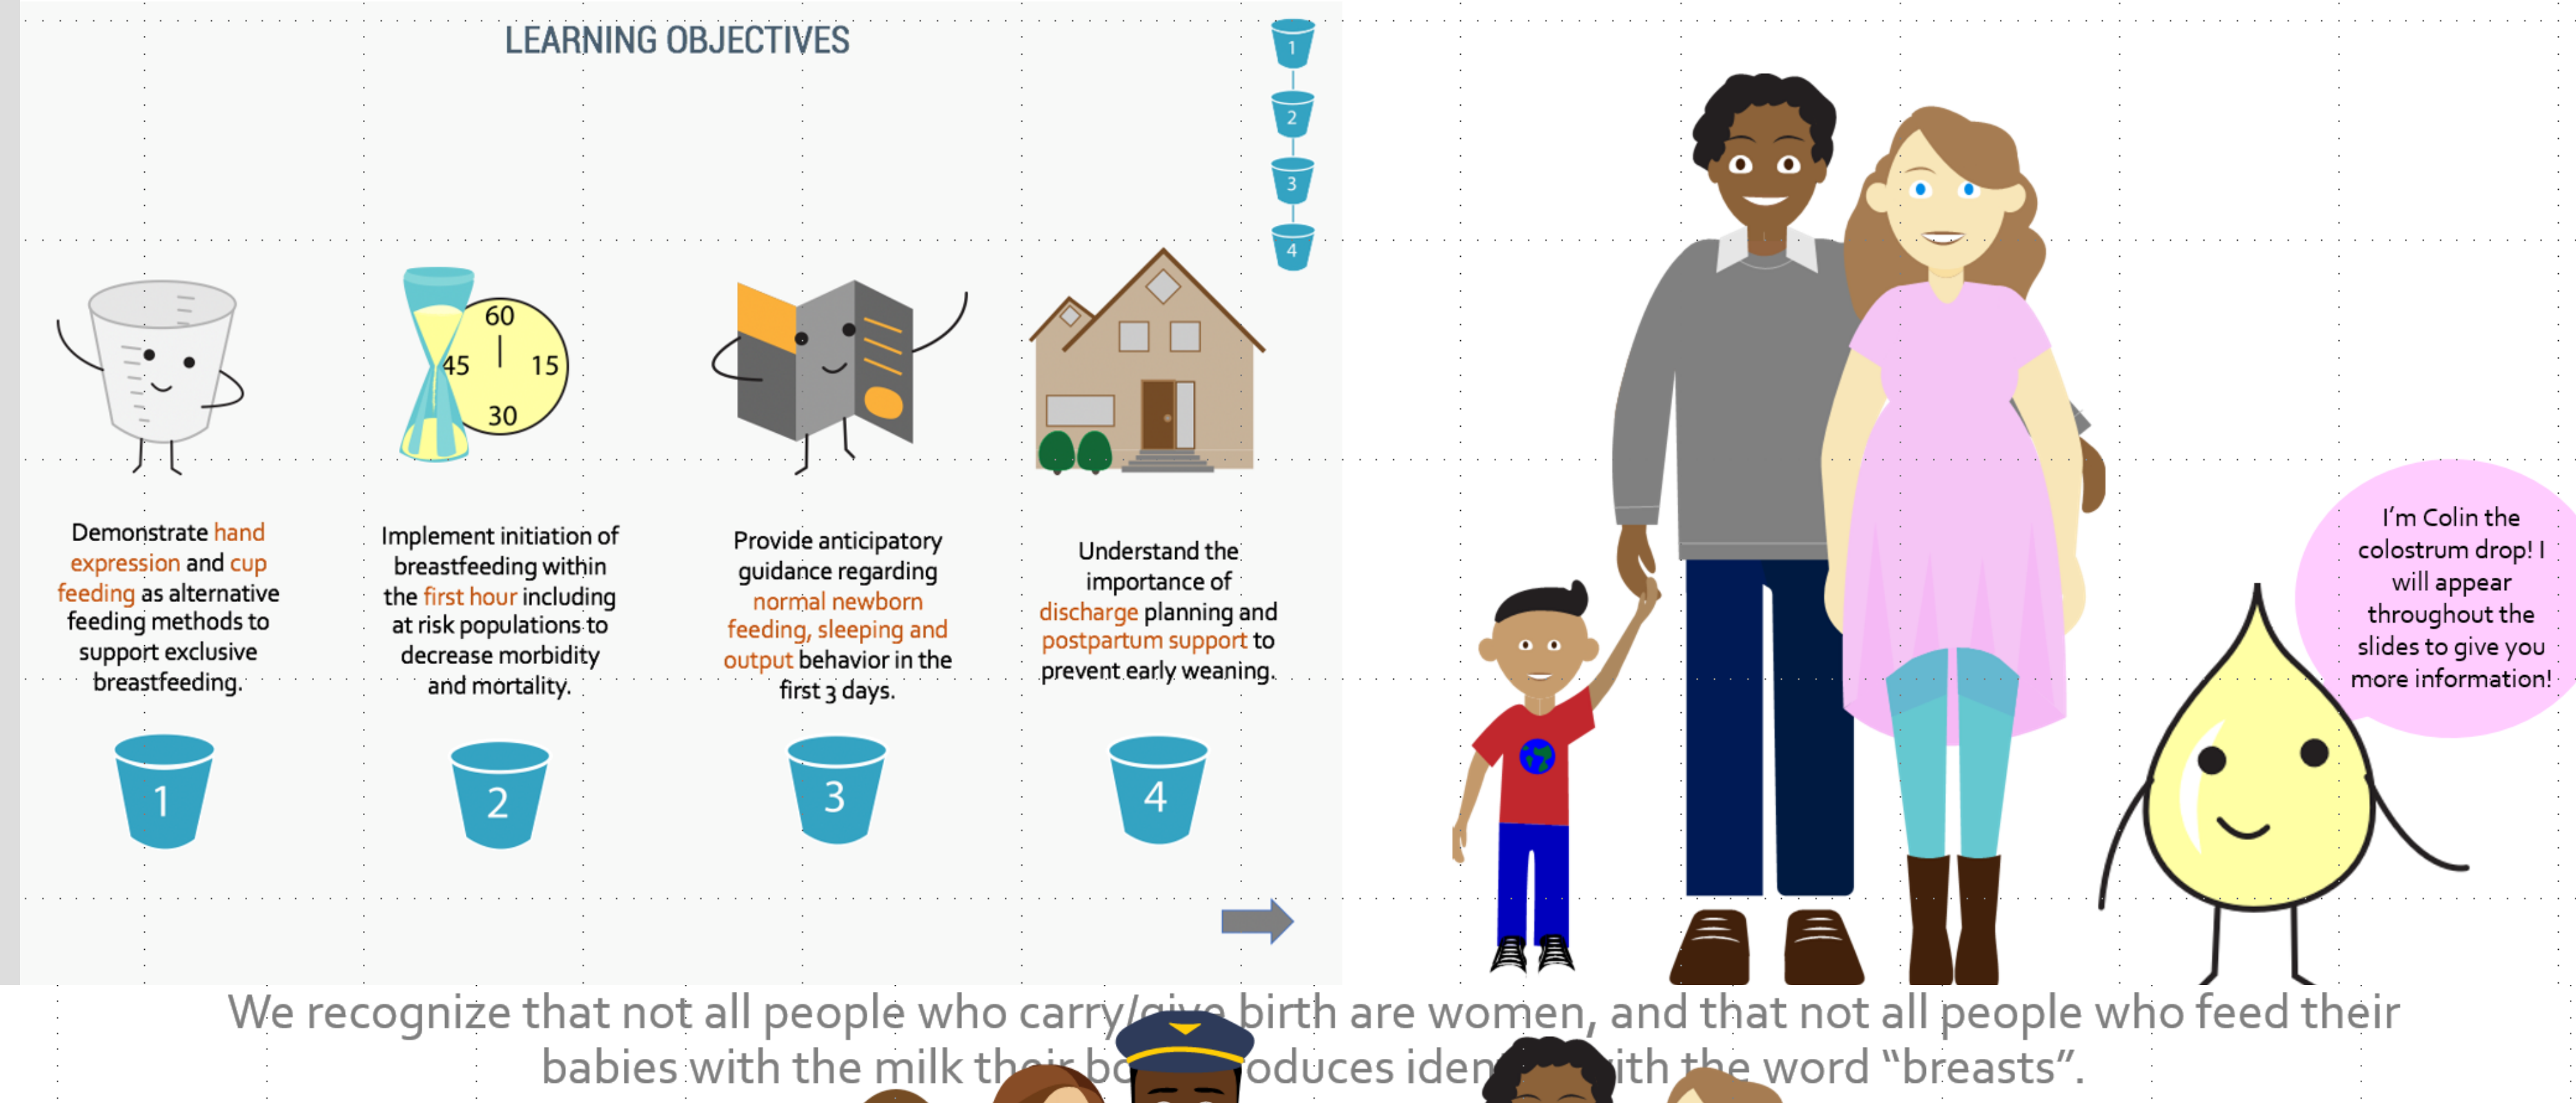 LEARNING OBJECTIVES
1
2
3
4
60
45
15
30
Demonstrate hand
expression and cup
feeding as alternative
feeding methods to
support exclusive
breastfeeding.
1
Implement initiation of
breastfeeding within
the first hour including
at risk populations to
decrease morbidity
and mortality.
2
Provide anticipatory
guidance regarding
normal newborn
feeding, sleeping and
output behavior in the
first 3 days.
3
Understand the
importance of
discharge planning and
postpartum support to
prevent early weaning.
4
I'm Colin the
colostrum drop! I
will appear
throughout the
slides to give you
more information!
We recognize that not all people who carry/give birth are women, and that not all people who feed their
babies with the milk their the word “breasts”.